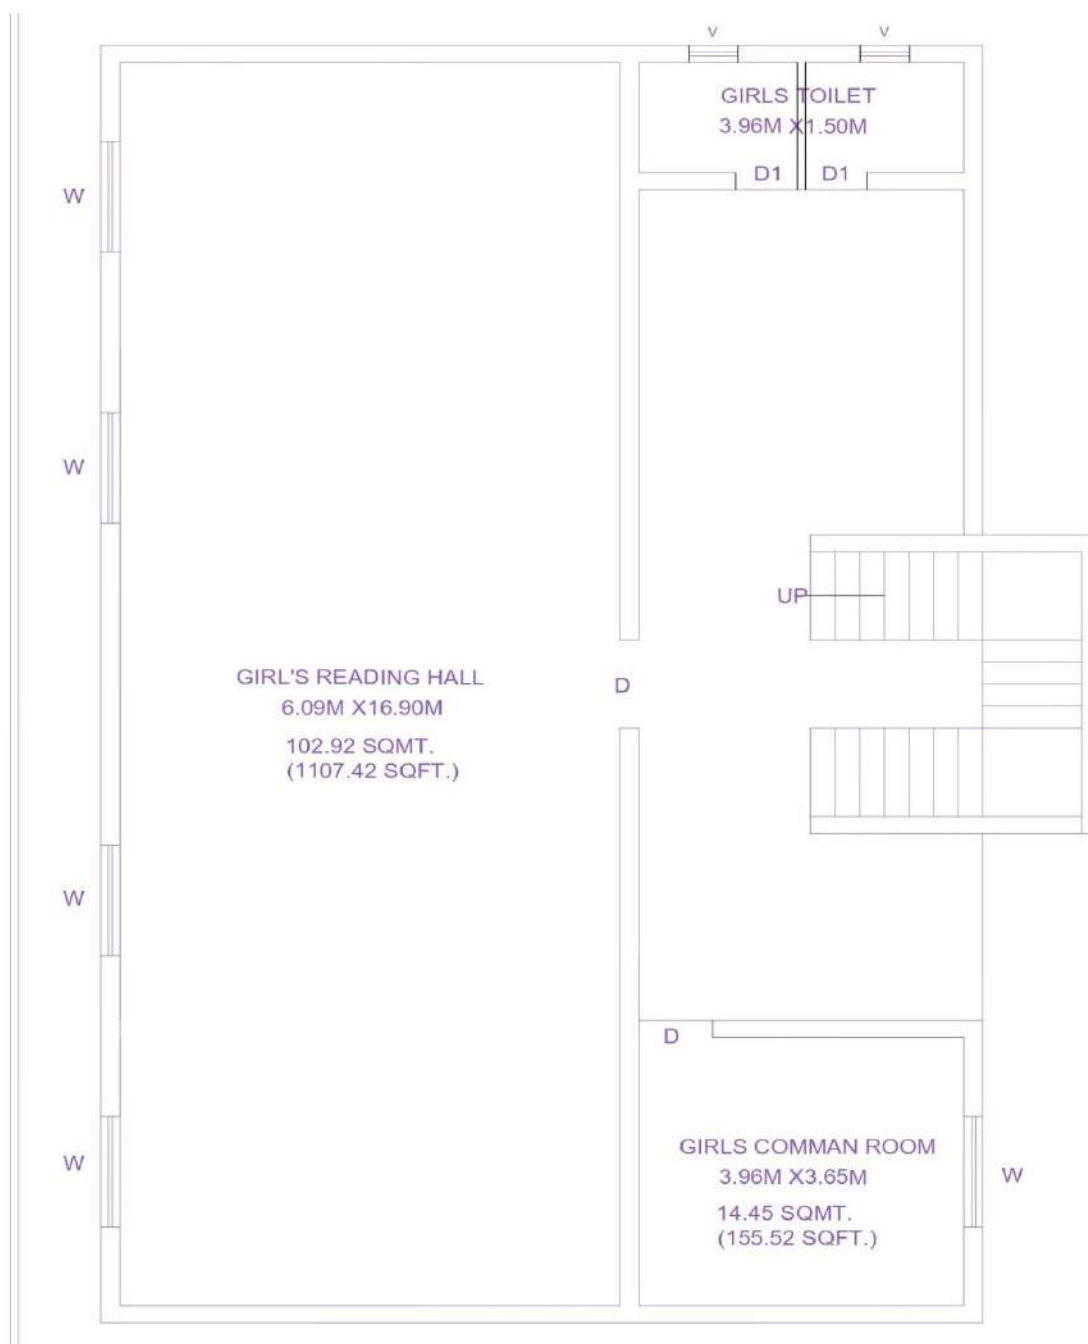 v
v
GIRLS TOILET
3.96M X1.50M
D1
D1
W
W
UP
GIRL'S READING HALL
6.09M X16.90M
102.92 SQMT.
(1107.42 SQFT.)
D
W
D
GIRLS COMMAN ROOM
3.96M X3.65M
14.45 SQMT.
(155.52 SQFT.)
W
W